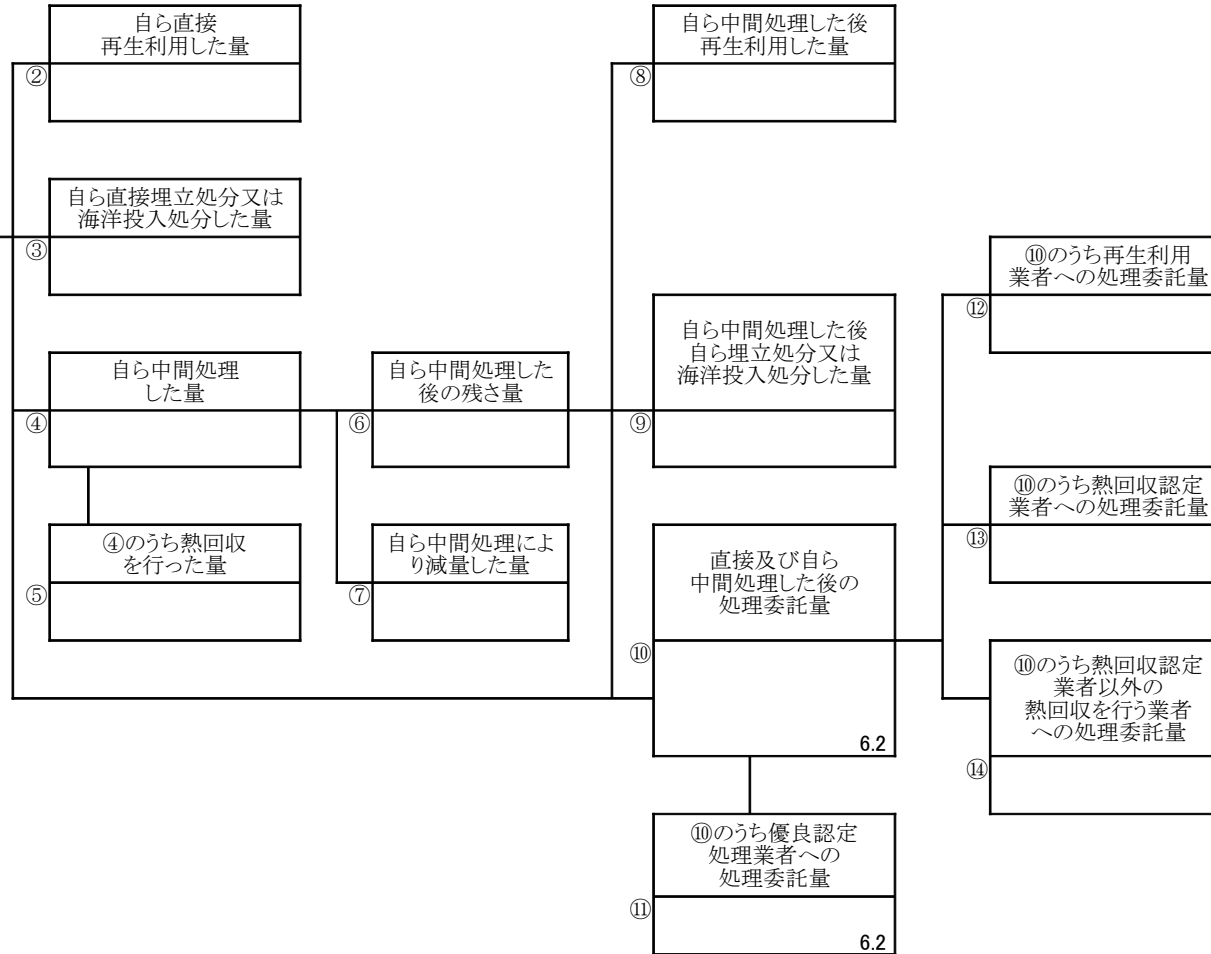 自ら直接
再生利用した量
②
自ら中間処理した後
再生利用した量
⑧
自ら直接埋立処分又は
海洋投入処分した量
③
⑩のうち再生利用
業者への処理委託量
⑫
自ら中間処理
した量
④
自ら中間処理した
後の残さ量
⑥
自ら中間処理した後
自ら埋立処分又は
海洋投入処分した量
⑨
⑩のうち熱回収認定
業者への処理委託量
⑬
④のうち熱回収
を行った量
⑤
自ら中間処理によ
り減量した量
⑦
直接及び自ら
中間処理した後の
処理委託量
⑩
6.2
⑩のうち熱回収認定
業者以外の
熱回収を行う業者
への処理委託量
⑭
⑩のうち優良認定
処理業者への
処理委託量
⑪
6.2